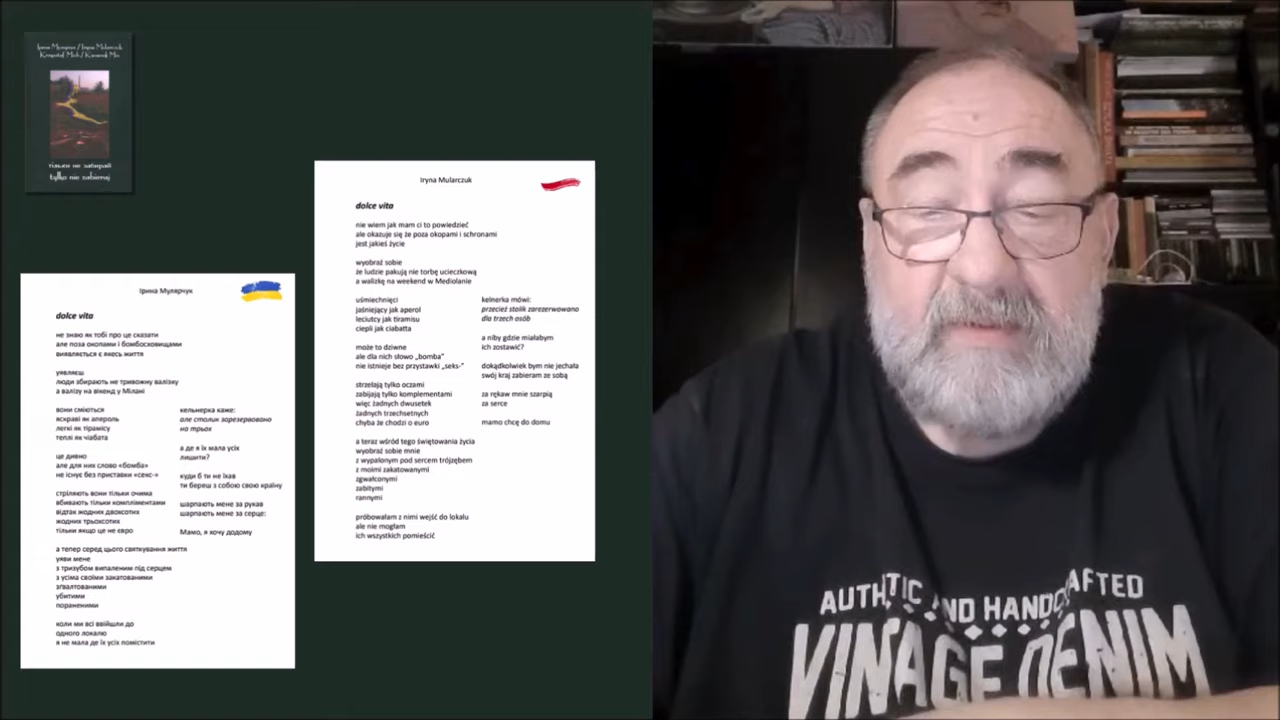 Ірина Мулярчук / Iryna Mularczuk
тільки не забирай
tylko nie zabieraj
Ірина Мулярчук
dolce vita
не знаю як тобі про це сказати
але поза окопами і бомбосховищами
виявляється є якесь життя
уявляєш
люди збирають не тривожну валізку
а валізу на вікенд у Мілані
вони сміються
яскраві як апероль
легкі як тірамісу
теплі як чіабата
це дивно
але для них слово «бомба»
не існує без приставки «секс-»
стріляють вони тільки очима
вбивають тільки компліментами
відтак жодних двохсотих
жодних трьохсотих
тільки якщо це не євро
а тепер серед цього святкування життя
уяви мене
з тризубом випаленим під серцем
з усіма своїми закатованими
зґвалтованими
убитими
пораненими
коли ми всі ввійшли до
одного локалю
я не мала де їх усіх помістити
кельнерка каже:
але столик зарезервовано
на трьох
а де я їх мала усіх
лишити?
куди б ти не їхав
ти береш з собою свою країну
шарпають мене за рукав
шарпають мене за серце:
Мамо, я хочу додому
Iryna Mularczuk
dolce vita
nie wiem jak mam ci to powiedzieć
ale okazuje się że poza okopami i schronami
jest jakieś życie
wyobraź sobie
że ludzie pakują nie torbę ucieczkową
a walizkę na weekend w Mediolanie
uśmiechnięci
jaśniejący jak aperol
leciutcy jak tiramisu
ciepli jak ciabatta
może to dziwne
ale dla nich słowo „bomba”
nie istnieje bez przystawki „seks-”
strzelają tylko oczami
zabijają tylko komplementami
więc żadnych dwusetek
żadnych trzechsetnych
chyba że chodzi o euro
a teraz wśród tego świętowania życia
wyobraź sobie mnie
z wypalonym pod sercem trójzębem
z moimi zakatowanymi
zgwałconymi
zabitymi
rannymi
próbowałam z nimi wejść do lokalu
ale nie mogłam
ich wszystkich pomieścić
kelnerka mówi:
przecież stolik zarezerwowano
dla trzech osób
a niby gdzie miałabym
ich zostawić?
dokądkolwiek bym nie jechała
swój kraj zabieram ze sobą
za rękaw mnie szarpią
za serce
mamo chcę do domu
AUTHTIC AND HANDCRAFTED
VINAGE DENIM